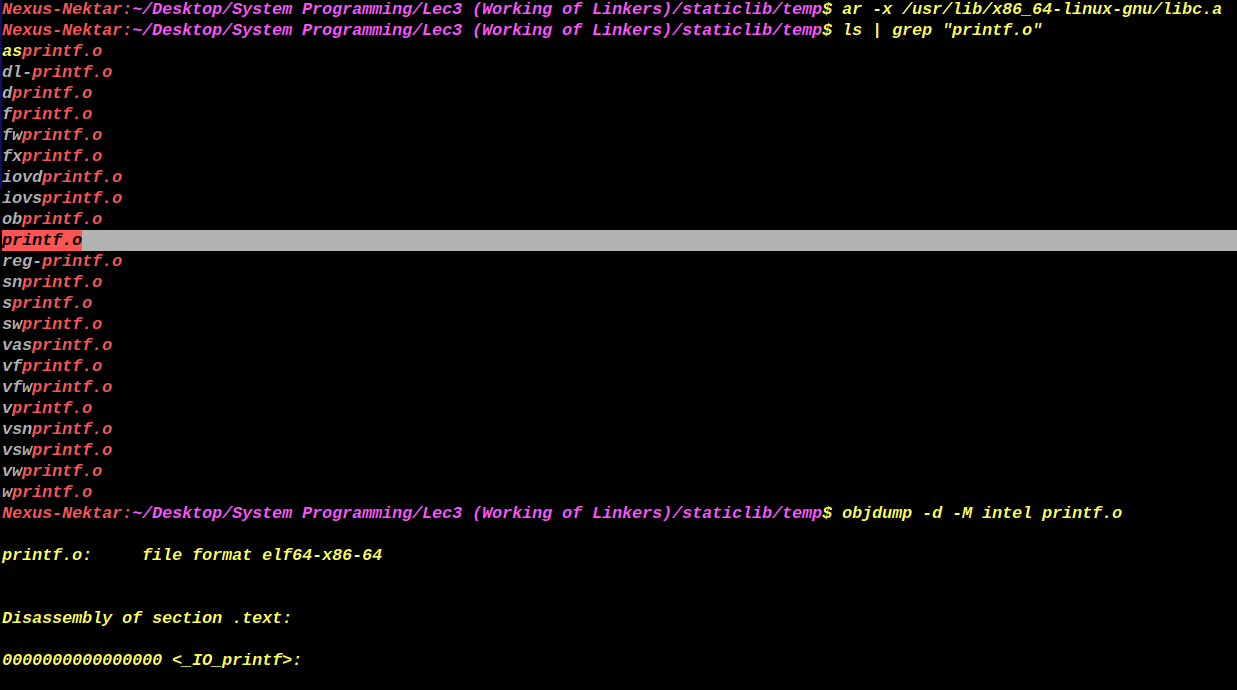 Nexus-Nektar:~/Desktop/System Programming/Lec3 (Working of Linkers)/staticlib/temp$ ar -x /usr/lib/x86_64-linux-gnu/libc.a
Nexus-Nektar:~/Desktop/System Programming/Lec3 (Working of Linkers)/staticlib/temp$ ls | grep "printf.o"
asprintf.o
dl-printf.o
dprintf.o
fprintf.o
fwprintf.o
fxprintf.o
iovdprintf.o
iovsprintf.o
obprintf.o
printf.o
reg-printf.o
snprintf.o
sprintf.o
swprintf.o
vasprintf.o
vfprintf.o
vfwprintf.o
vprintf.o
vsnprintf.o
vswprintf.o
vwprintf.o
wprintf.o
Nexus-Nektar:~/Desktop/System Programming/Lec3 (Working of Linkers)/staticlib/temp$ objdump -d -M intel printf.o
printf.o:     file format elf64-x86-64
Disassembly of section .text:
0000000000000000 <_IO_printf>: